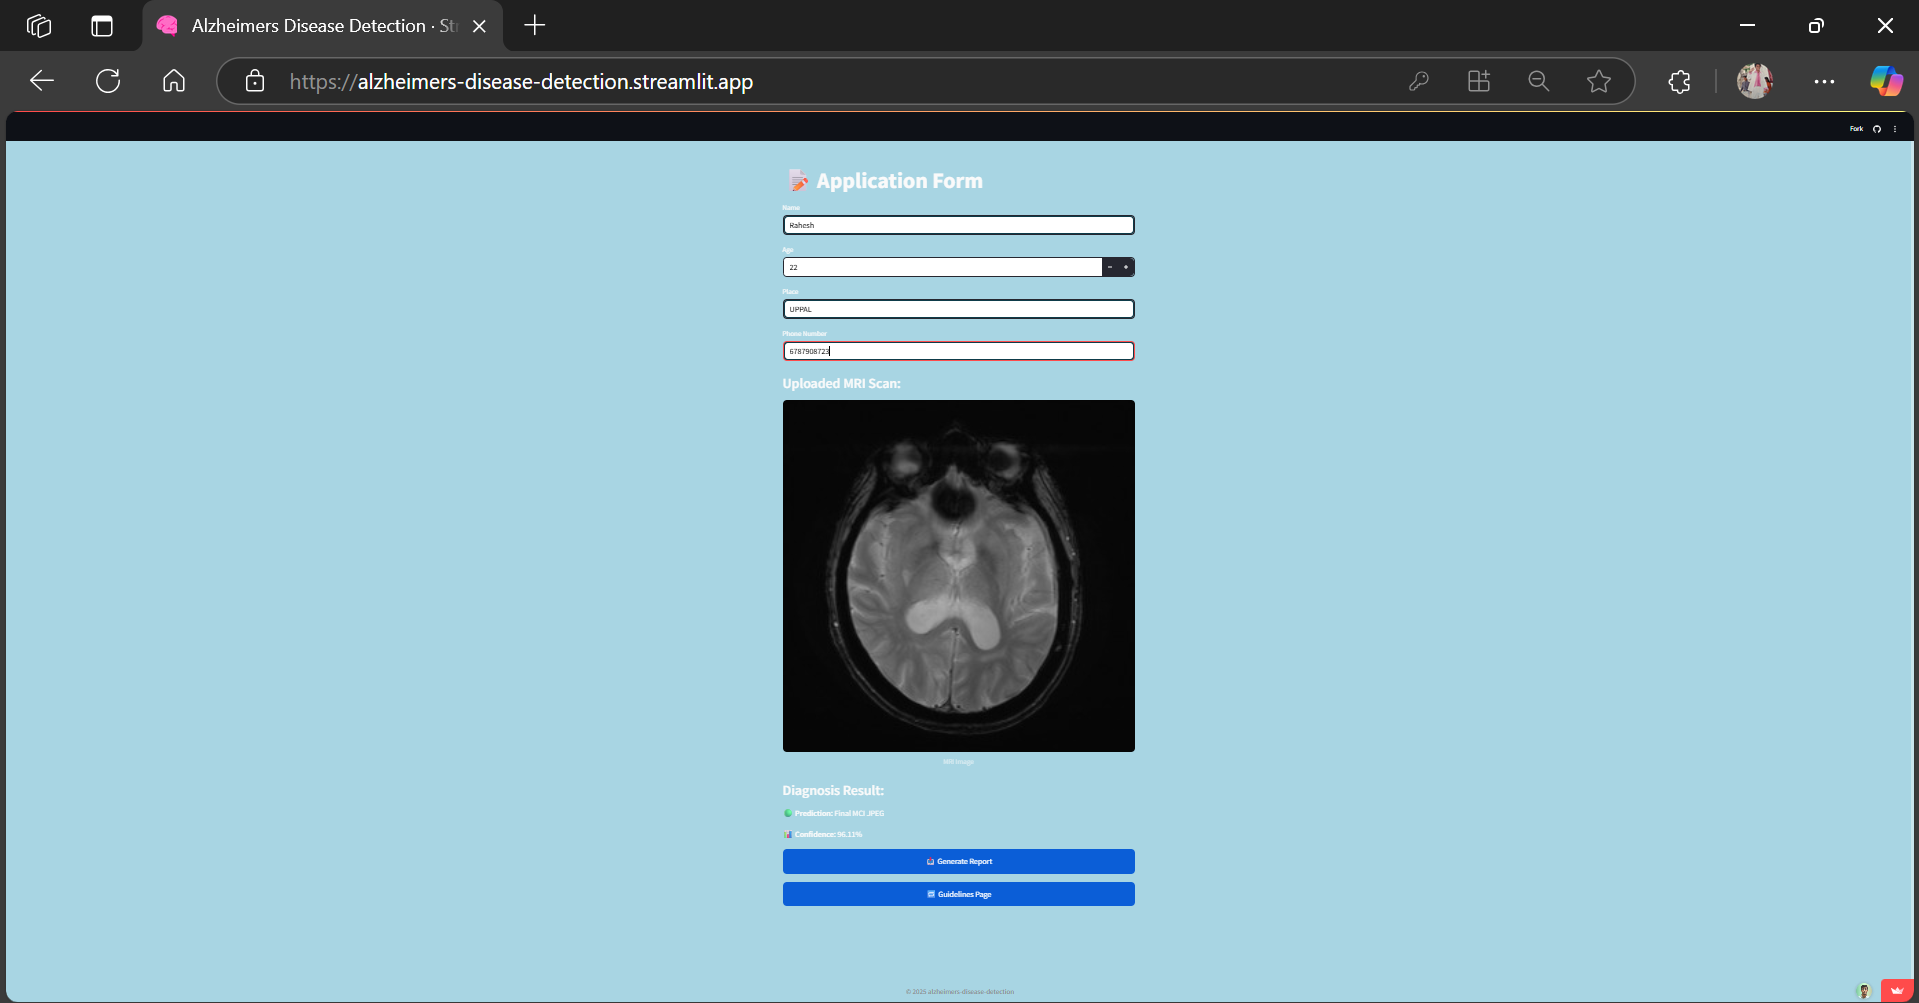 Alzheimers Disease Detection · St
https://alzheimers-disease-detection.streamlit.app
Fork
Application Form
Name
Rahesh
Age
22
Place
UPPAL
Phone Number
6787908723
Uploaded MRI Scan:
MRI Image
Diagnosis Result:
Prediction: Final MCI JPEG
Confidence: 96.11%
Generate Report
Guidelines Page
© 2025 alzheimers-disease-detection